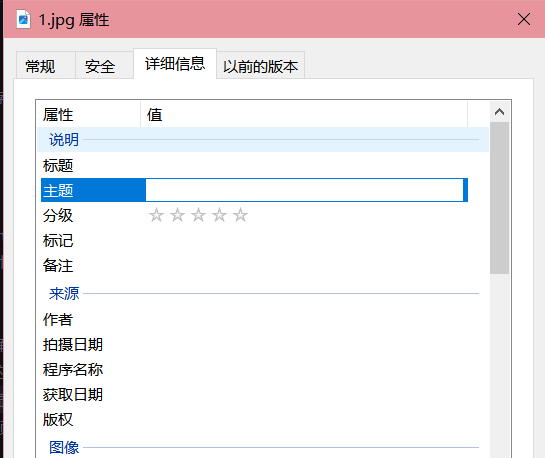 1.jpg 属性
常规 安全 详细信息 以前的版本
属性 值
说明
标题
主题
分级
标记
备注
来源
作者
拍摄日期
程序名称
获取日期
版权
图像